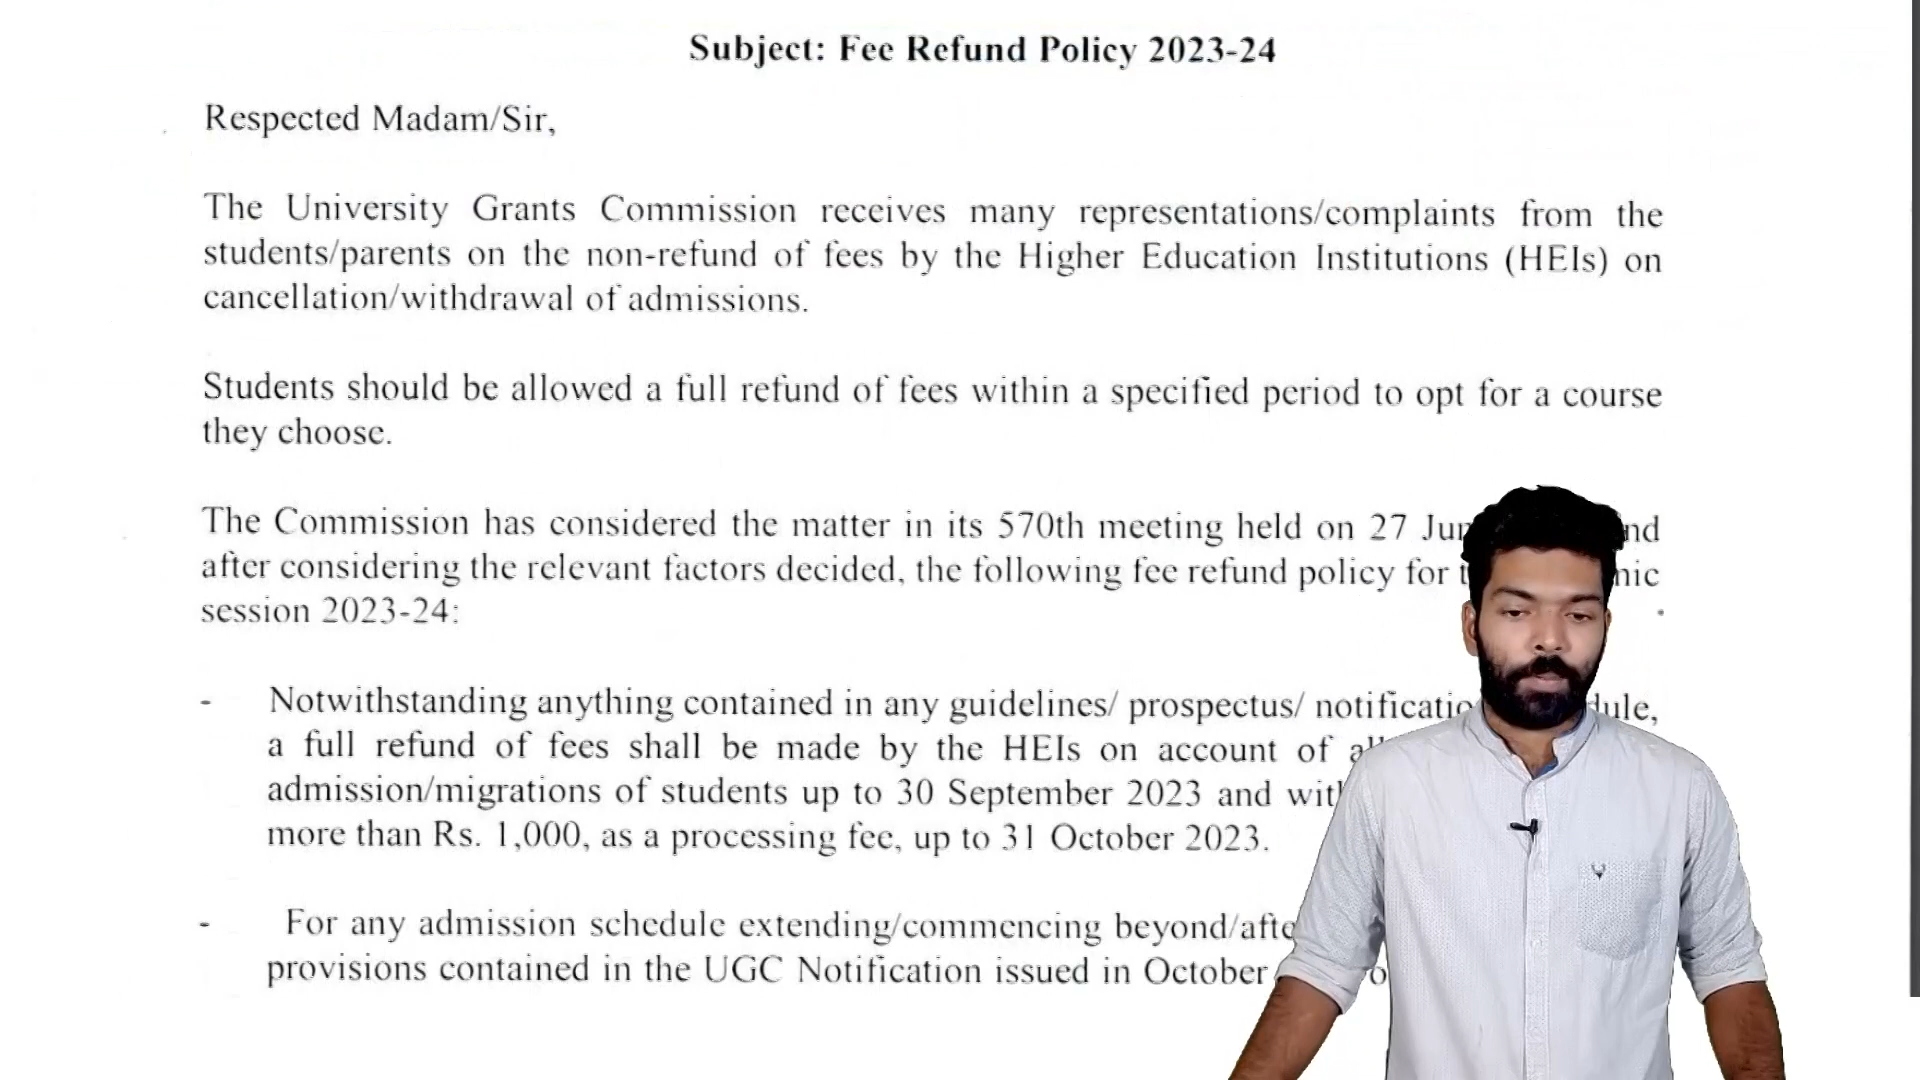 Subject: Fee Refund Policy 2023-24
Respected Madam/Sir,
The University Grants Commission receives many representations/complaints from the
students/parents on the non-refund of fees by the Higher Education Institutions (HEIs) on
cancellation/withdrawal of admissions.
Students should be allowed a full refund of fees within a specified period to opt for a course
they choose.
The Commission has considered the matter in its 570th meeting held on 27
after considering the relevant factors decided, the following fee refund policy for
session 2023-24:
- Notwithstanding anything contained in any guidelines/ prospectus/
a full refund of fees shall be made by the HEIs on account of
admission/migrations of students up to 30 September 2023 and
more than Rs. 1,000, as a processing fee, up to 31 October 2023.
- For any admission schedule extending/commencing
provisions contained in the UGC Notification issued in October